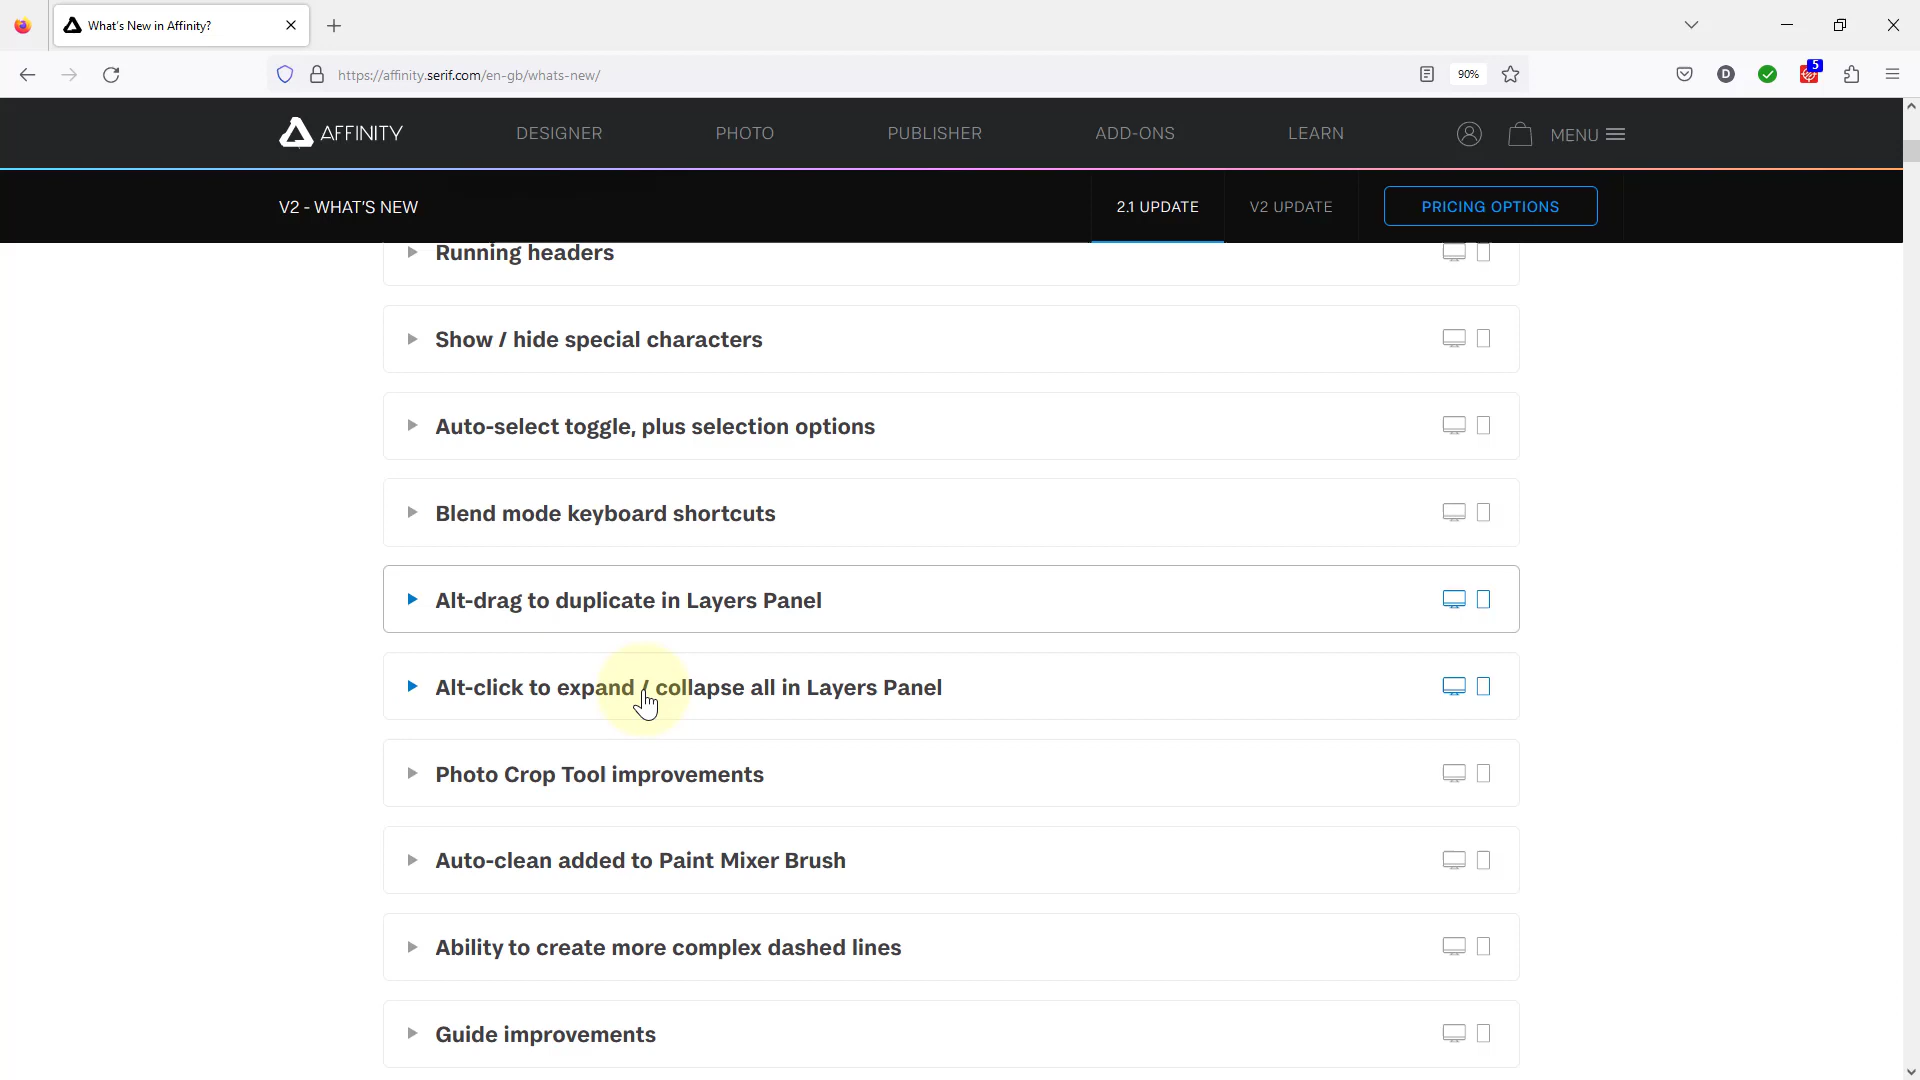 What's New in Affinity?
https://affinity.serif.com/en-gb/whats-new/
90%
D
5
AFFINITY
DESIGNER
PHOTO
PUBLISHER
ADD-ONS
LEARN
MENU
V2 - WHAT'S NEW
2.1 UPDATE
V2 UPDATE
PRICING OPTIONS
Running headers
Show / hide special characters
Auto-select toggle, plus selection options
Blend mode keyboard shortcuts
Alt-drag to duplicate in Layers Panel
Alt-click to expand / collapse all in Layers Panel
Photo Crop Tool improvements
Auto-clean added to Paint Mixer Brush
Ability to create more complex dashed lines
Guide improvements